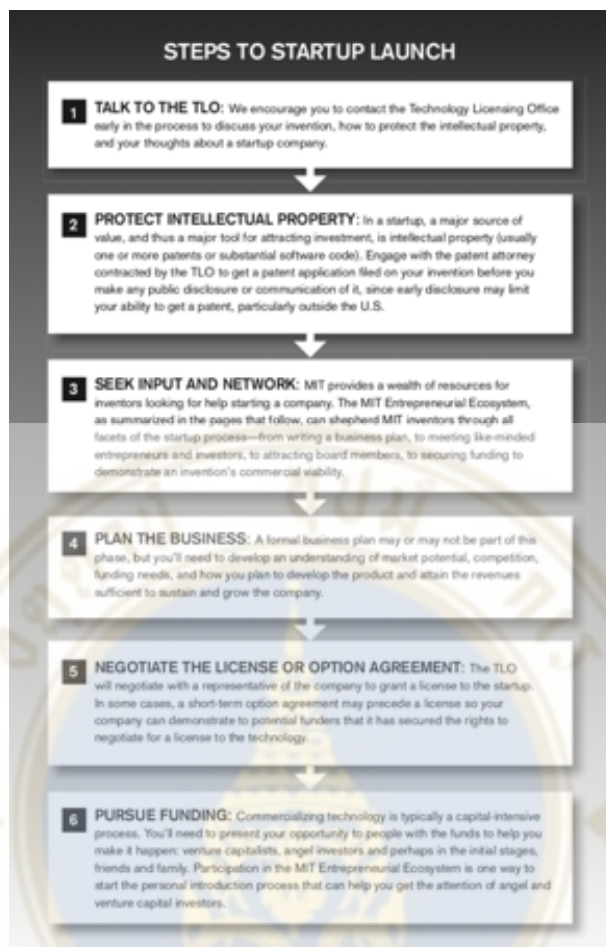 STEPS TO STARTUP LAUNCH
1 TALK TO THE TLO: We encourage you to contact the Technology Licensing Office
early in the process to discuss your invention, how to protect the intellectual property,
and your thoughts about a startup company.
2 PROTECT INTELLECTUAL PROPERTY: In a startup, a major source of
value, and thus a major tool for attracting investment, is intellectual property (usually
one or more patents or substantial software code). Engage with the patent attorney
contracted by the TLO to get a patent application filed on your invention before you
make any public disclosure or communication of it, since early disclosure may limit
your ability to get a patent, particularly outside the U.S.
3 SEEK INPUT AND NETWORK: MIT provides a wealth of resources for
inventors looking for help starting a company. The MIT Entrepreneurial Ecosystem,
as summarized in the pages that follow, can shepherd MIT inventors through all
facets of the startup process—from writing a business plan, to meeting like-minded
entrepreneurs and investors, to attracting board members, to securing funding to
demonstrate an invention's commercial viability.
4 PLAN THE BUSINESS: A formal business plan may or may not be part of this
phase, but you'll need to develop an understanding of market potential, competition,
funding needs, and how you plan to develop the product and attain the revenues
sufficient to sustain and grow the company.
5 NEGOTIATE THE LICENSE OR OPTION AGREEMENT: The TLO
will negotiate with a representative of the company to grant a license to the startup.
In some cases, a short-term option agreement may precede a license so your
company can demonstrate to potential funders that it has secured the rights to
negotiate for a license to the technology.
6 PURSUE FUNDING: Commercializing technology is typically a capital-intensive
process. You'll need to present your opportunity to people with the funds to help you
make it happen: venture capitalists, angel investors and perhaps in the initial stages,
friends and family. Participation in the MIT Entrepreneurial Ecosystem is one way to
start the personal introduction process that can help you get the attention of angel and
venture capital investors.